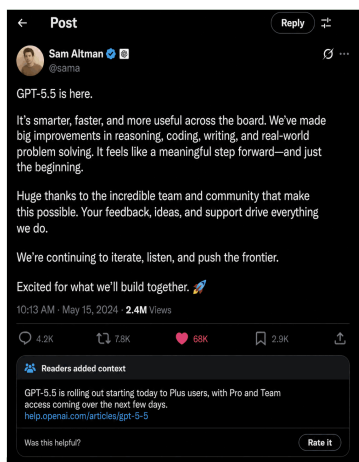 Post
Reply
Sam Altman
@sama
GPT-5.5 is here.
It's smarter, faster, and more useful across the board. We've made
big improvements in reasoning, coding, writing, and real-world
problem solving. It feels like a meaningful step forward—and just
the beginning.
Huge thanks to the incredible team and community that make
this possible. Your feedback, ideas, and support drive everything
we do.
We're continuing to iterate, listen, and push the frontier.
Excited for what we'll build together. 🚀
10:13 AM · May 15, 2024 · 2.4M Views
4.2K 7.8K 68K 2.9K
Readers added context
GPT-5.5 is rolling out starting today to Plus users, with Pro and Team
access coming over the next few days.
help.openai.com/articles/gpt-5-5
Was this helpful? Rate it